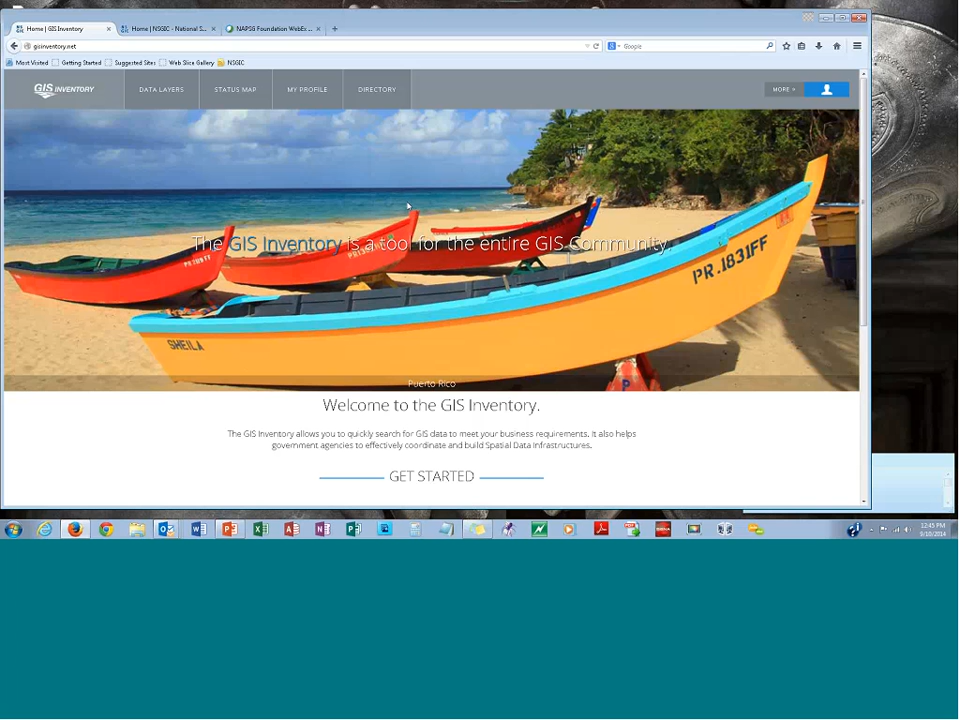 Home | GIS Inventory
Home | NSGIC - National S...
NAPSG Foundation WebEx ...
gisinventory.net
Google
Most Visited
Getting Started
Suggested Sites
Web Slice Gallery
NSGIC
GIS INVENTORY
DATA LAYERS
STATUS MAP
MY PROFILE
DIRECTORY
MORE +
The GIS Inventory is a tool for the entire GIS Community.
PR.1831FF
SHEILA
P
Puerto Rico
Welcome to the GIS Inventory.
The GIS Inventory allows you to quickly search for GIS data to meet your business requirements. It also helps
government agencies to effectively coordinate and build Spatial Data Infrastructures.
GET STARTED
12:45 PM